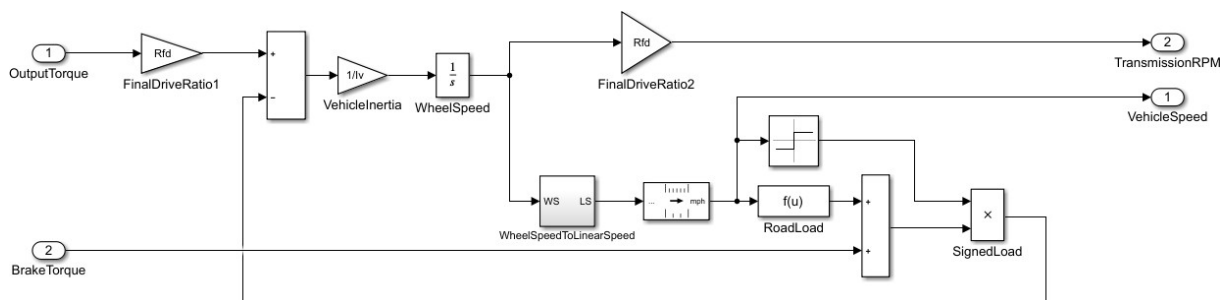 1
OutputTorque
Rfd
FinalDriveRatio1
+
−
1/Iv
VehicleInertia
1
s
WheelSpeed
Rfd
FinalDriveRatio2
2
TransmissionRPM
1
VehicleSpeed
WS LS
WheelSpeedToLinearSpeed
... mph
f(u)
RoadLoad
+
+
×
SignedLoad
2
BrakeTorque